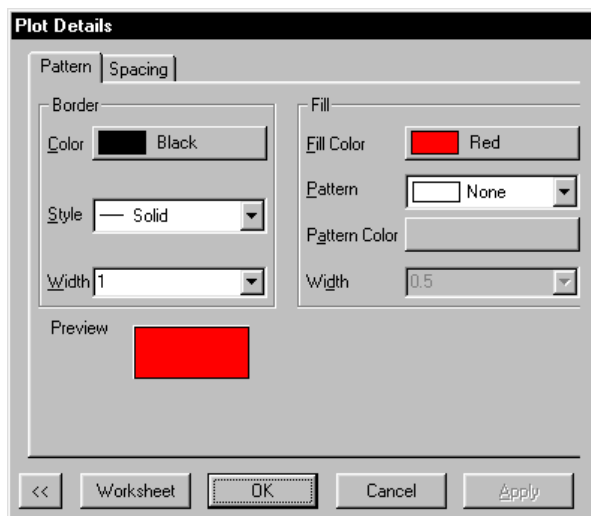 Plot Details
Pattern Spacing
Border
Color Black
Style Solid
Width 1
Fill
Fill Color Red
Pattern None
Pattern Color
Width 0.5
Preview
<< Worksheet OK Cancel Apply